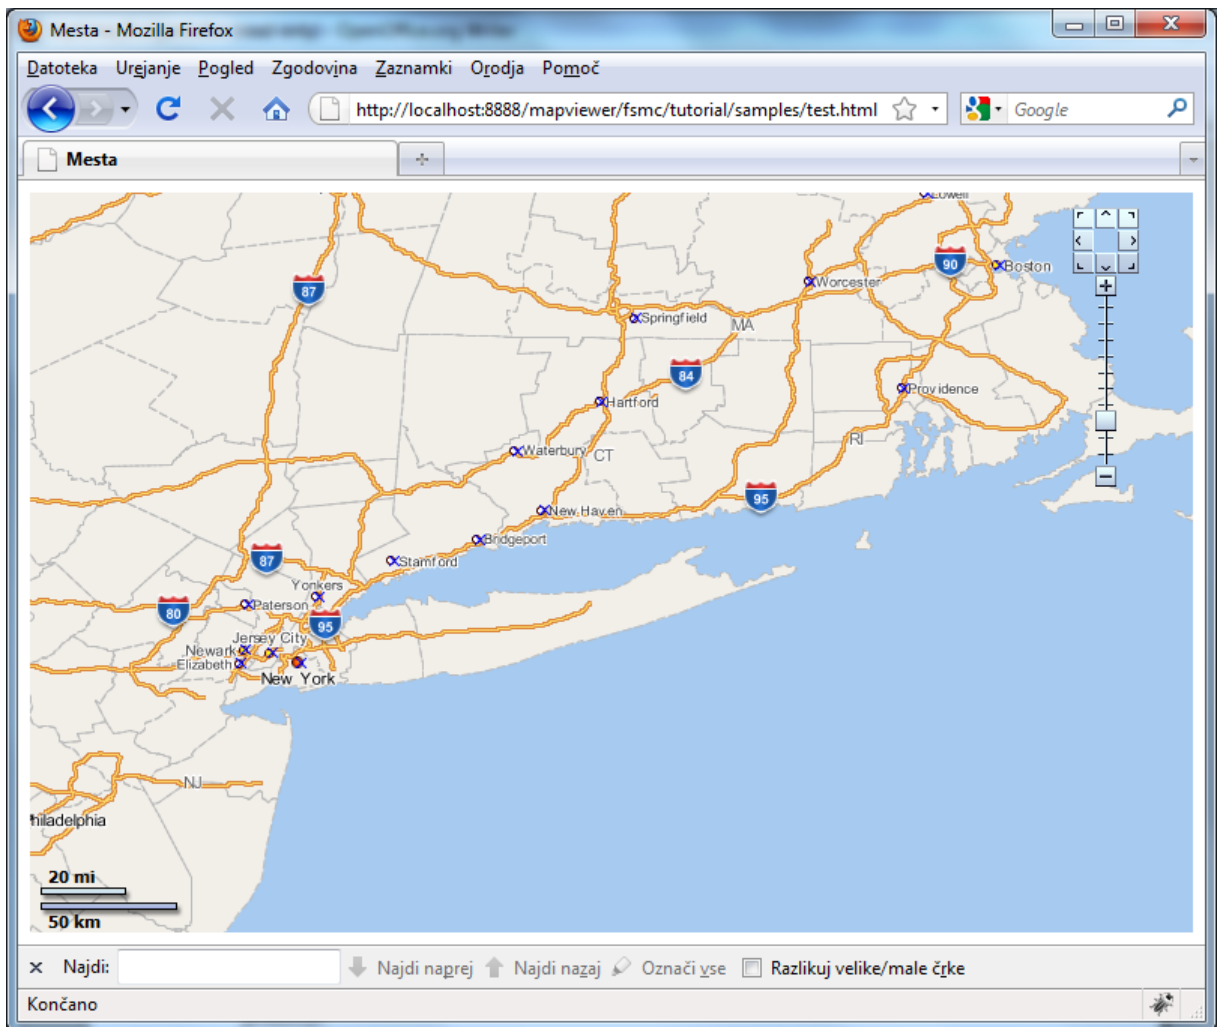 Mesta - Mozilla Firefox
Datoteka Urejanje Pogled Zgodovina Zaznamki Orodja Pomoč
http://localhost:8888/mapviewer/fsmc/tutorial/samples/test.html Google
Mesta
Lowell
90
Boston
87
Worcester
Springfield
MA
84
Providence
Hartford
RI
Waterbury
CT
95
New Haven
Bridgeport
87
Stamford
Yonkers
80
Paterson
95
Jersey City
Newark
Elizabeth
New York
NJ
hiladelphia
20 mi
50 km
Najdi: Najdi naprej Najdi nazaj Označi vse Razlikuj velike/male črke
Končano